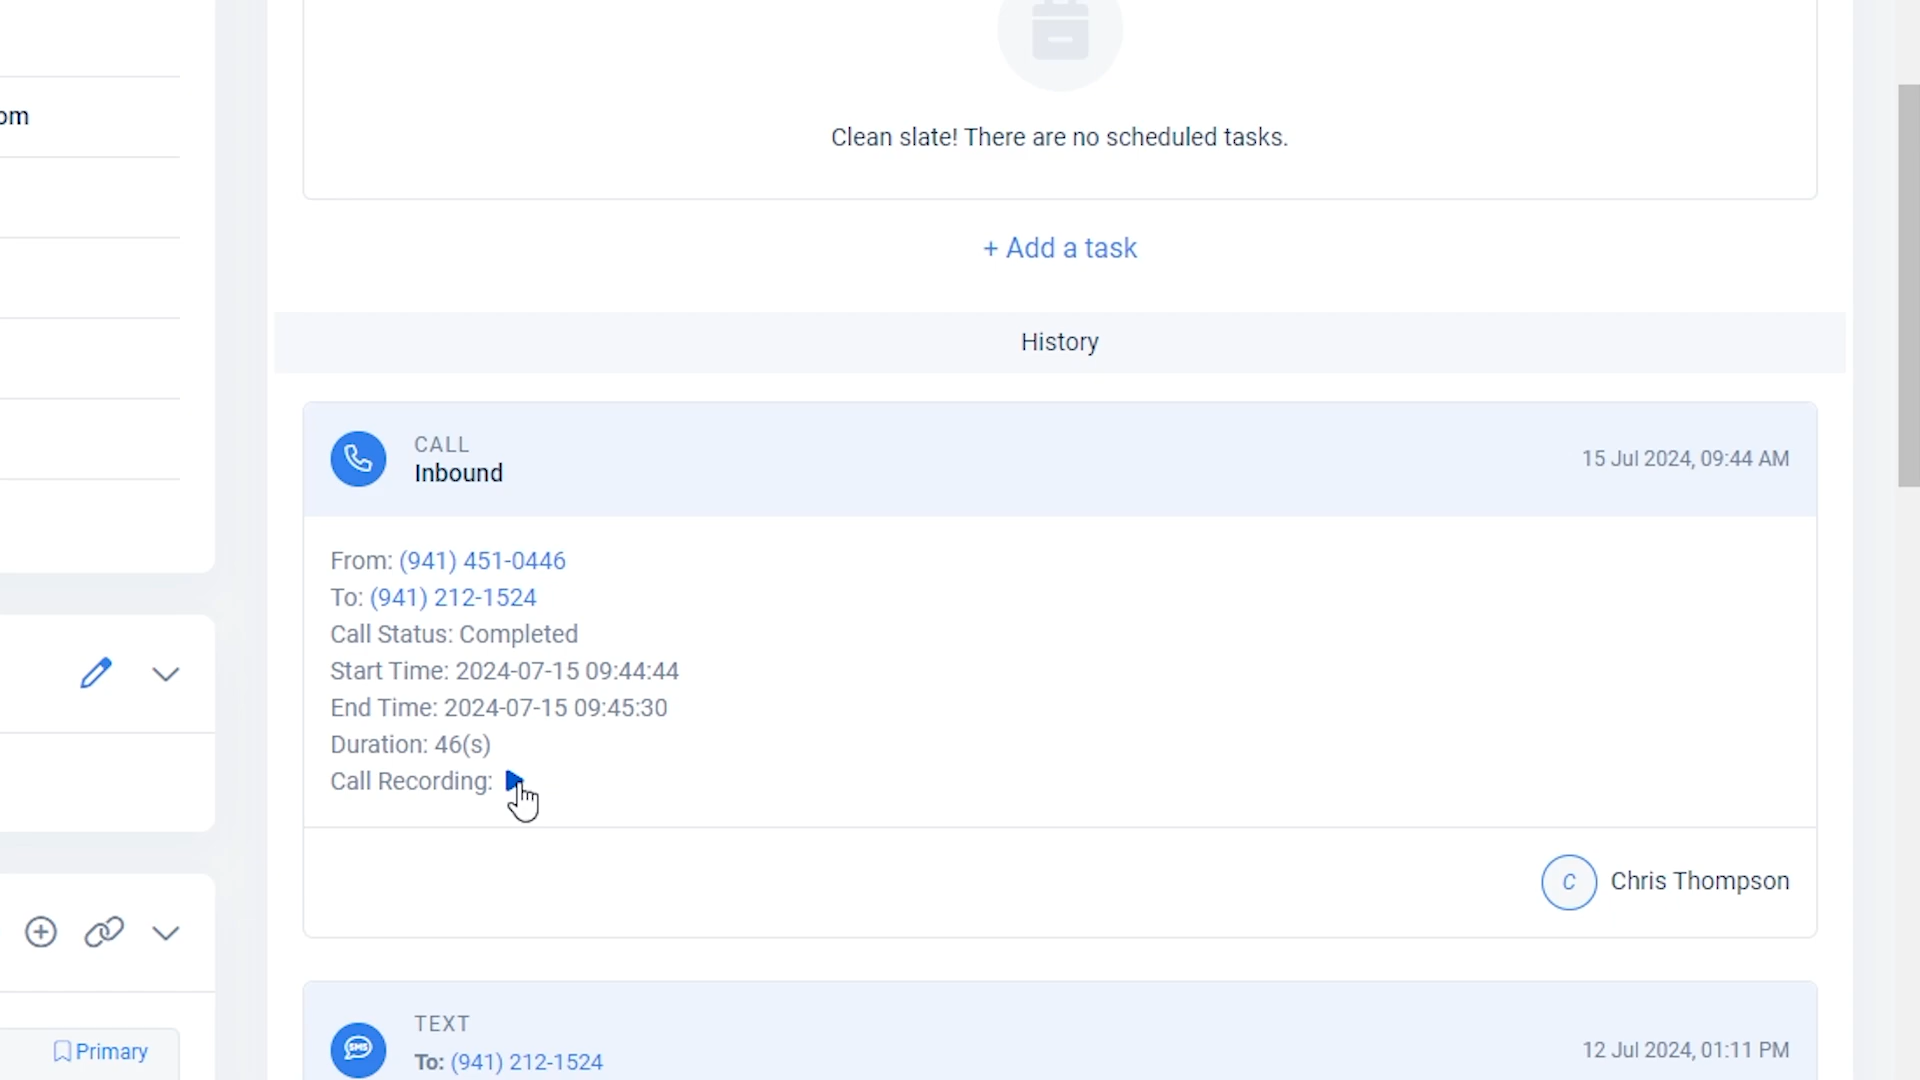 om
Clean slate! There are no scheduled tasks.
+ Add a task
History
CALL
Inbound
15 Jul 2024, 09:44 AM
From: (941) 451-0446
To: (941) 212-1524
Call Status: Completed
Start Time: 2024-07-15 09:44:44
End Time: 2024-07-15 09:45:30
Duration: 46(s)
Call Recording:
C Chris Thompson
Primary
SMS
TEXT
To: (941) 212-1524
12 Jul 2024, 01:11 PM